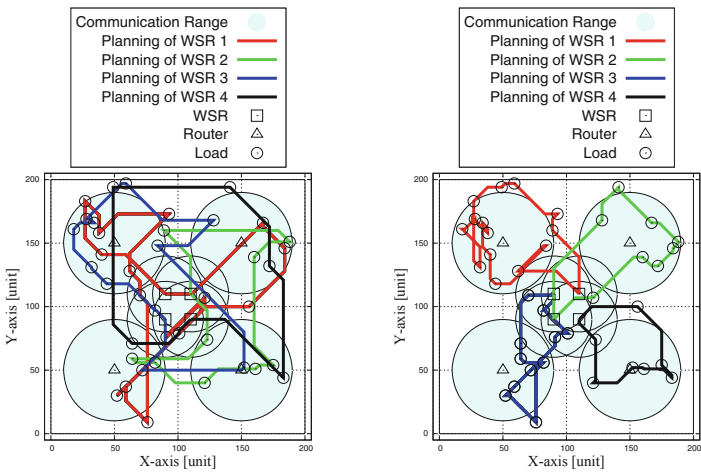 Communication Range
Planning of WSR 1
Planning of WSR 2
Planning of WSR 3
Planning of WSR 4
WSR
Router
Load
200
150
100
50
0
Y-axis [unit]
0
50
100
150
200
X-axis [unit]
Communication Range
Planning of WSR 1
Planning of WSR 2
Planning of WSR 3
Planning of WSR 4
WSR
Router
Load
200
150
100
50
0
Y-axis [unit]
0
50
100
150
200
X-axis [unit]